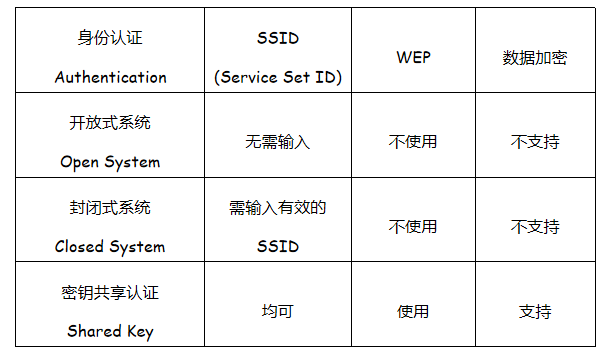 身份认证
Authentication
SSID
(Service Set ID)
WEP
数据加密
开放式系统
Open System
无需输入
不使用
不支持
封闭式系统
Closed System
需输入有效的
SSID
不使用
不支持
密钥共享认证
Shared Key
均可
使用
支持